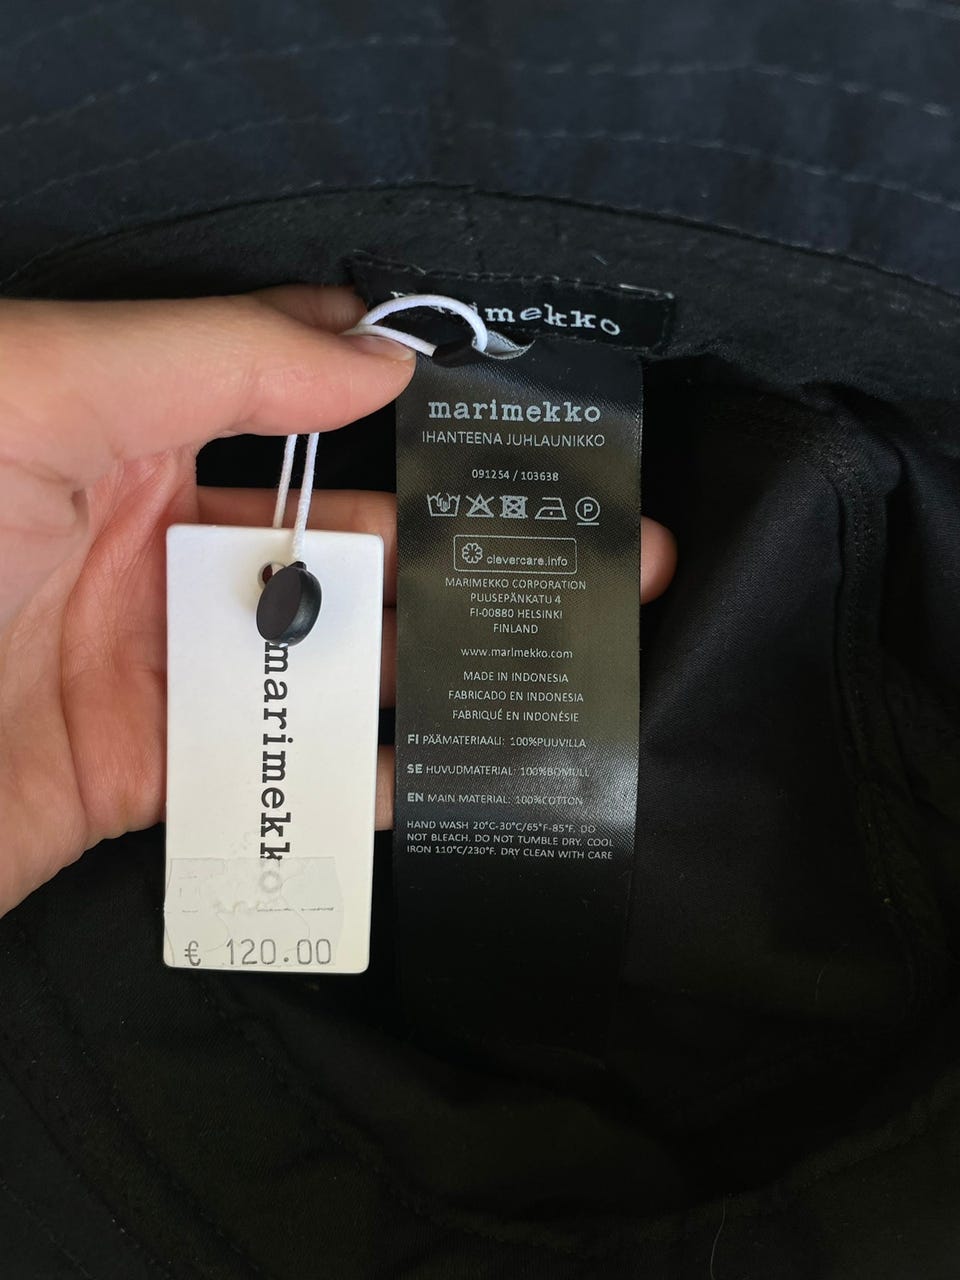 marimekko
marimekko
IHANTEENA JUHLAUNIKKO
091254 / 103638
clevercare.info
MARIMEKKO CORPORATION
PUUSEPÄNKATU 4
FI-00880 HELSINKI
FINLAND
www.marimekko.com
MADE IN INDONESIA
FABRICADO EN INDONESIA
FABRIQUÉ EN INDONÉSIE
FI PÄÄMATERIAALI: 100%PUUVILLA
SE HUVUDMATERIAL: 100%BOMULL
EN MAIN MATERIAL: 100%COTTON
HAND WASH 20°C-30°C/65°F-85°F. DO
NOT BLEACH. DO NOT TUMBLE DRY. COOL
IRON 110°C/230°F. DRY CLEAN WITH CARE
P
marimekko
€ 120.00